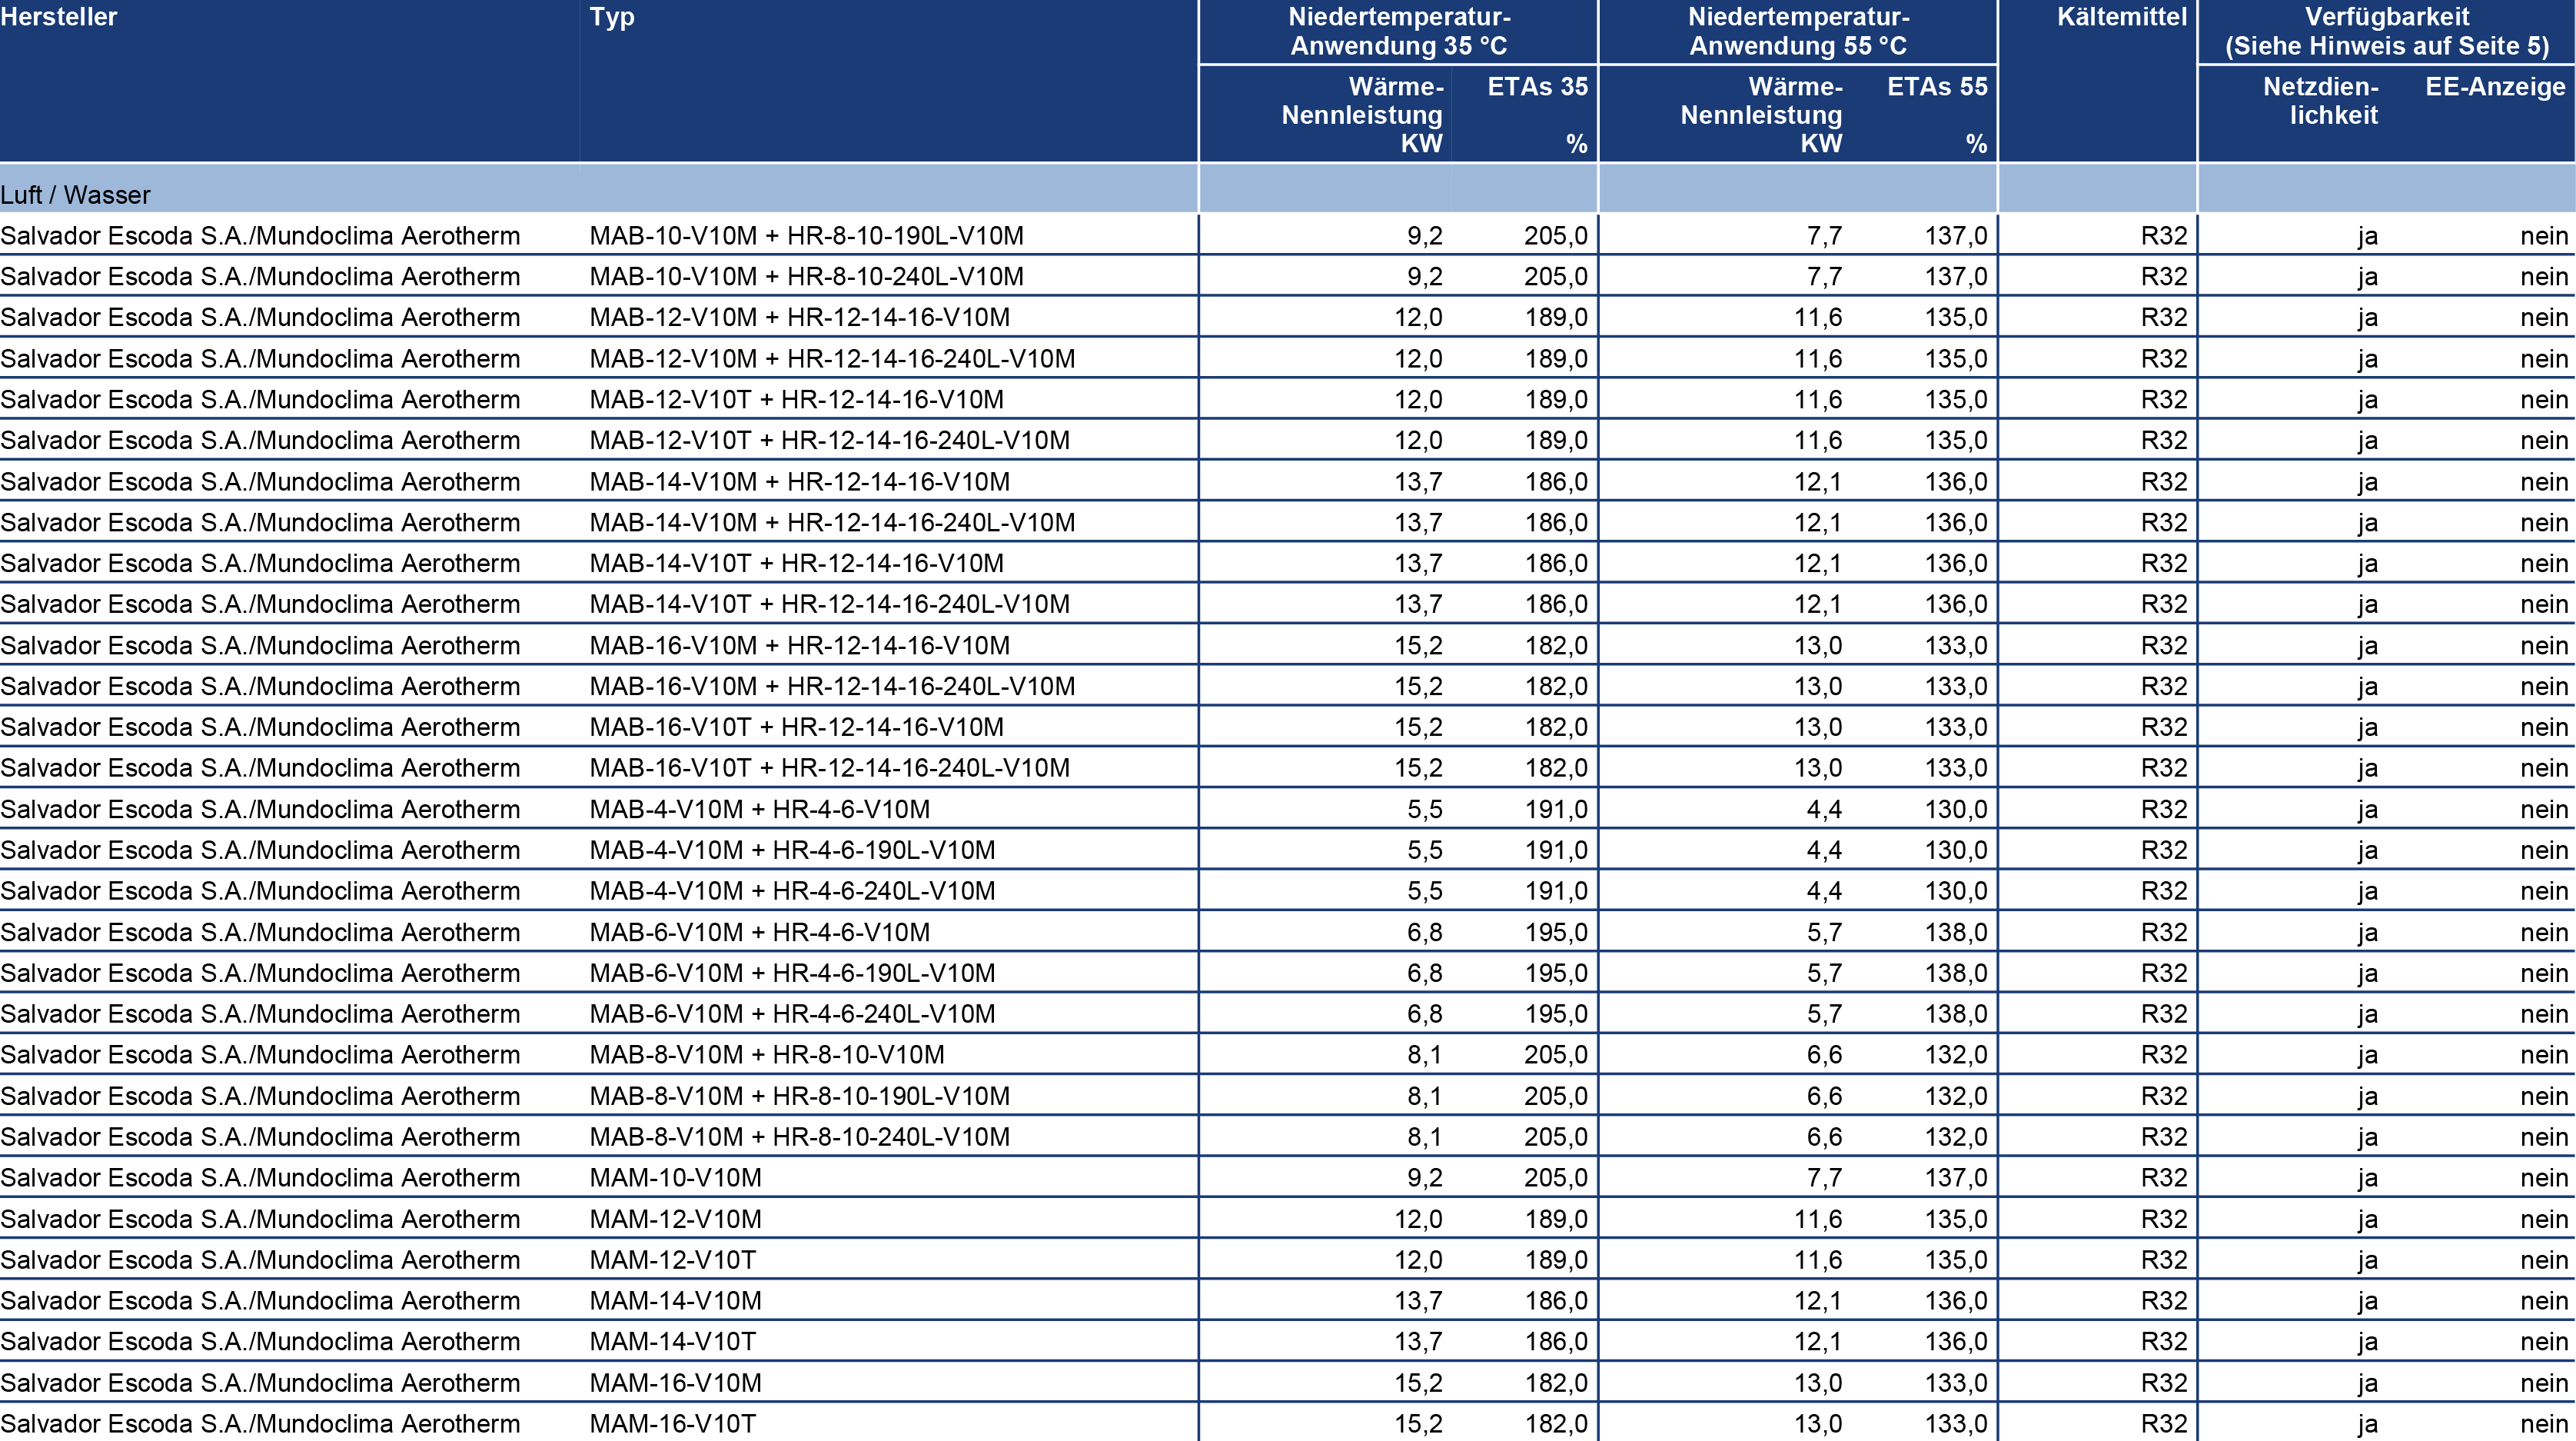 Hersteller Typ Niedertemperatur- Niedertemperatur- Kältemittel Verfügbarkeit
Anwendung 35 °C Anwendung 55 °C (Siehe Hinweis auf Seite 5)
Wärme- ETAs 35 Wärme- ETAs 55 Netzdien- EE-Anzeige
Nennleistung Nennleistung lichkeit
KW % KW %
Luft / Wasser
Salvador Escoda S.A./Mundoclima Aerotherm MAB-10-V10M + HR-8-10-190L-V10M 9,2 205,0 7,7 137,0 R32 ja nein
Salvador Escoda S.A./Mundoclima Aerotherm MAB-10-V10M + HR-8-10-240L-V10M 9,2 205,0 7,7 137,0 R32 ja nein
Salvador Escoda S.A./Mundoclima Aerotherm MAB-12-V10M + HR-12-14-16-V10M 12,0 189,0 11,6 135,0 R32 ja nein
Salvador Escoda S.A./Mundoclima Aerotherm MAB-12-V10M + HR-12-14-16-240L-V10M 12,0 189,0 11,6 135,0 R32 ja nein
Salvador Escoda S.A./Mundoclima Aerotherm MAB-12-V10T + HR-12-14-16-V10M 12,0 189,0 11,6 135,0 R32 ja nein
Salvador Escoda S.A./Mundoclima Aerotherm MAB-12-V10T + HR-12-14-16-240L-V10M 12,0 189,0 11,6 135,0 R32 ja nein
Salvador Escoda S.A./Mundoclima Aerotherm MAB-14-V10M + HR-12-14-16-V10M 13,7 186,0 12,1 136,0 R32 ja nein
Salvador Escoda S.A./Mundoclima Aerotherm MAB-14-V10M + HR-12-14-16-240L-V10M 13,7 186,0 12,1 136,0 R32 ja nein
Salvador Escoda S.A./Mundoclima Aerotherm MAB-14-V10T + HR-12-14-16-V10M 13,7 186,0 12,1 136,0 R32 ja nein
Salvador Escoda S.A./Mundoclima Aerotherm MAB-14-V10T + HR-12-14-16-240L-V10M 13,7 186,0 12,1 136,0 R32 ja nein
Salvador Escoda S.A./Mundoclima Aerotherm MAB-16-V10M + HR-12-14-16-V10M 15,2 182,0 13,0 133,0 R32 ja nein
Salvador Escoda S.A./Mundoclima Aerotherm MAB-16-V10M + HR-12-14-16-240L-V10M 15,2 182,0 13,0 133,0 R32 ja nein
Salvador Escoda S.A./Mundoclima Aerotherm MAB-16-V10T + HR-12-14-16-V10M 15,2 182,0 13,0 133,0 R32 ja nein
Salvador Escoda S.A./Mundoclima Aerotherm MAB-16-V10T + HR-12-14-16-240L-V10M 15,2 182,0 13,0 133,0 R32 ja nein
Salvador Escoda S.A./Mundoclima Aerotherm MAB-4-V10M + HR-4-6-V10M 5,5 191,0 4,4 130,0 R32 ja nein
Salvador Escoda S.A./Mundoclima Aerotherm MAB-4-V10M + HR-4-6-190L-V10M 5,5 191,0 4,4 130,0 R32 ja nein
Salvador Escoda S.A./Mundoclima Aerotherm MAB-4-V10M + HR-4-6-240L-V10M 5,5 191,0 4,4 130,0 R32 ja nein
Salvador Escoda S.A./Mundoclima Aerotherm MAB-6-V10M + HR-4-6-V10M 6,8 195,0 5,7 138,0 R32 ja nein
Salvador Escoda S.A./Mundoclima Aerotherm MAB-6-V10M + HR-4-6-190L-V10M 6,8 195,0 5,7 138,0 R32 ja nein
Salvador Escoda S.A./Mundoclima Aerotherm MAB-6-V10M + HR-4-6-240L-V10M 6,8 195,0 5,7 138,0 R32 ja nein
Salvador Escoda S.A./Mundoclima Aerotherm MAB-8-V10M + HR-8-10-V10M 8,1 205,0 6,6 132,0 R32 ja nein
Salvador Escoda S.A./Mundoclima Aerotherm MAB-8-V10M + HR-8-10-190L-V10M 8,1 205,0 6,6 132,0 R32 ja nein
Salvador Escoda S.A./Mundoclima Aerotherm MAB-8-V10M + HR-8-10-240L-V10M 8,1 205,0 6,6 132,0 R32 ja nein
Salvador Escoda S.A./Mundoclima Aerotherm MAM-10-V10M 9,2 205,0 7,7 137,0 R32 ja nein
Salvador Escoda S.A./Mundoclima Aerotherm MAM-12-V10M 12,0 189,0 11,6 135,0 R32 ja nein
Salvador Escoda S.A./Mundoclima Aerotherm MAM-12-V10T 12,0 189,0 11,6 135,0 R32 ja nein
Salvador Escoda S.A./Mundoclima Aerotherm MAM-14-V10M 13,7 186,0 12,1 136,0 R32 ja nein
Salvador Escoda S.A./Mundoclima Aerotherm MAM-14-V10T 13,7 186,0 12,1 136,0 R32 ja nein
Salvador Escoda S.A./Mundoclima Aerotherm MAM-16-V10M 15,2 182,0 13,0 133,0 R32 ja nein
Salvador Escoda S.A./Mundoclima Aerotherm MAM-16-V10T 15,2 182,0 13,0 133,0 R32 ja nein